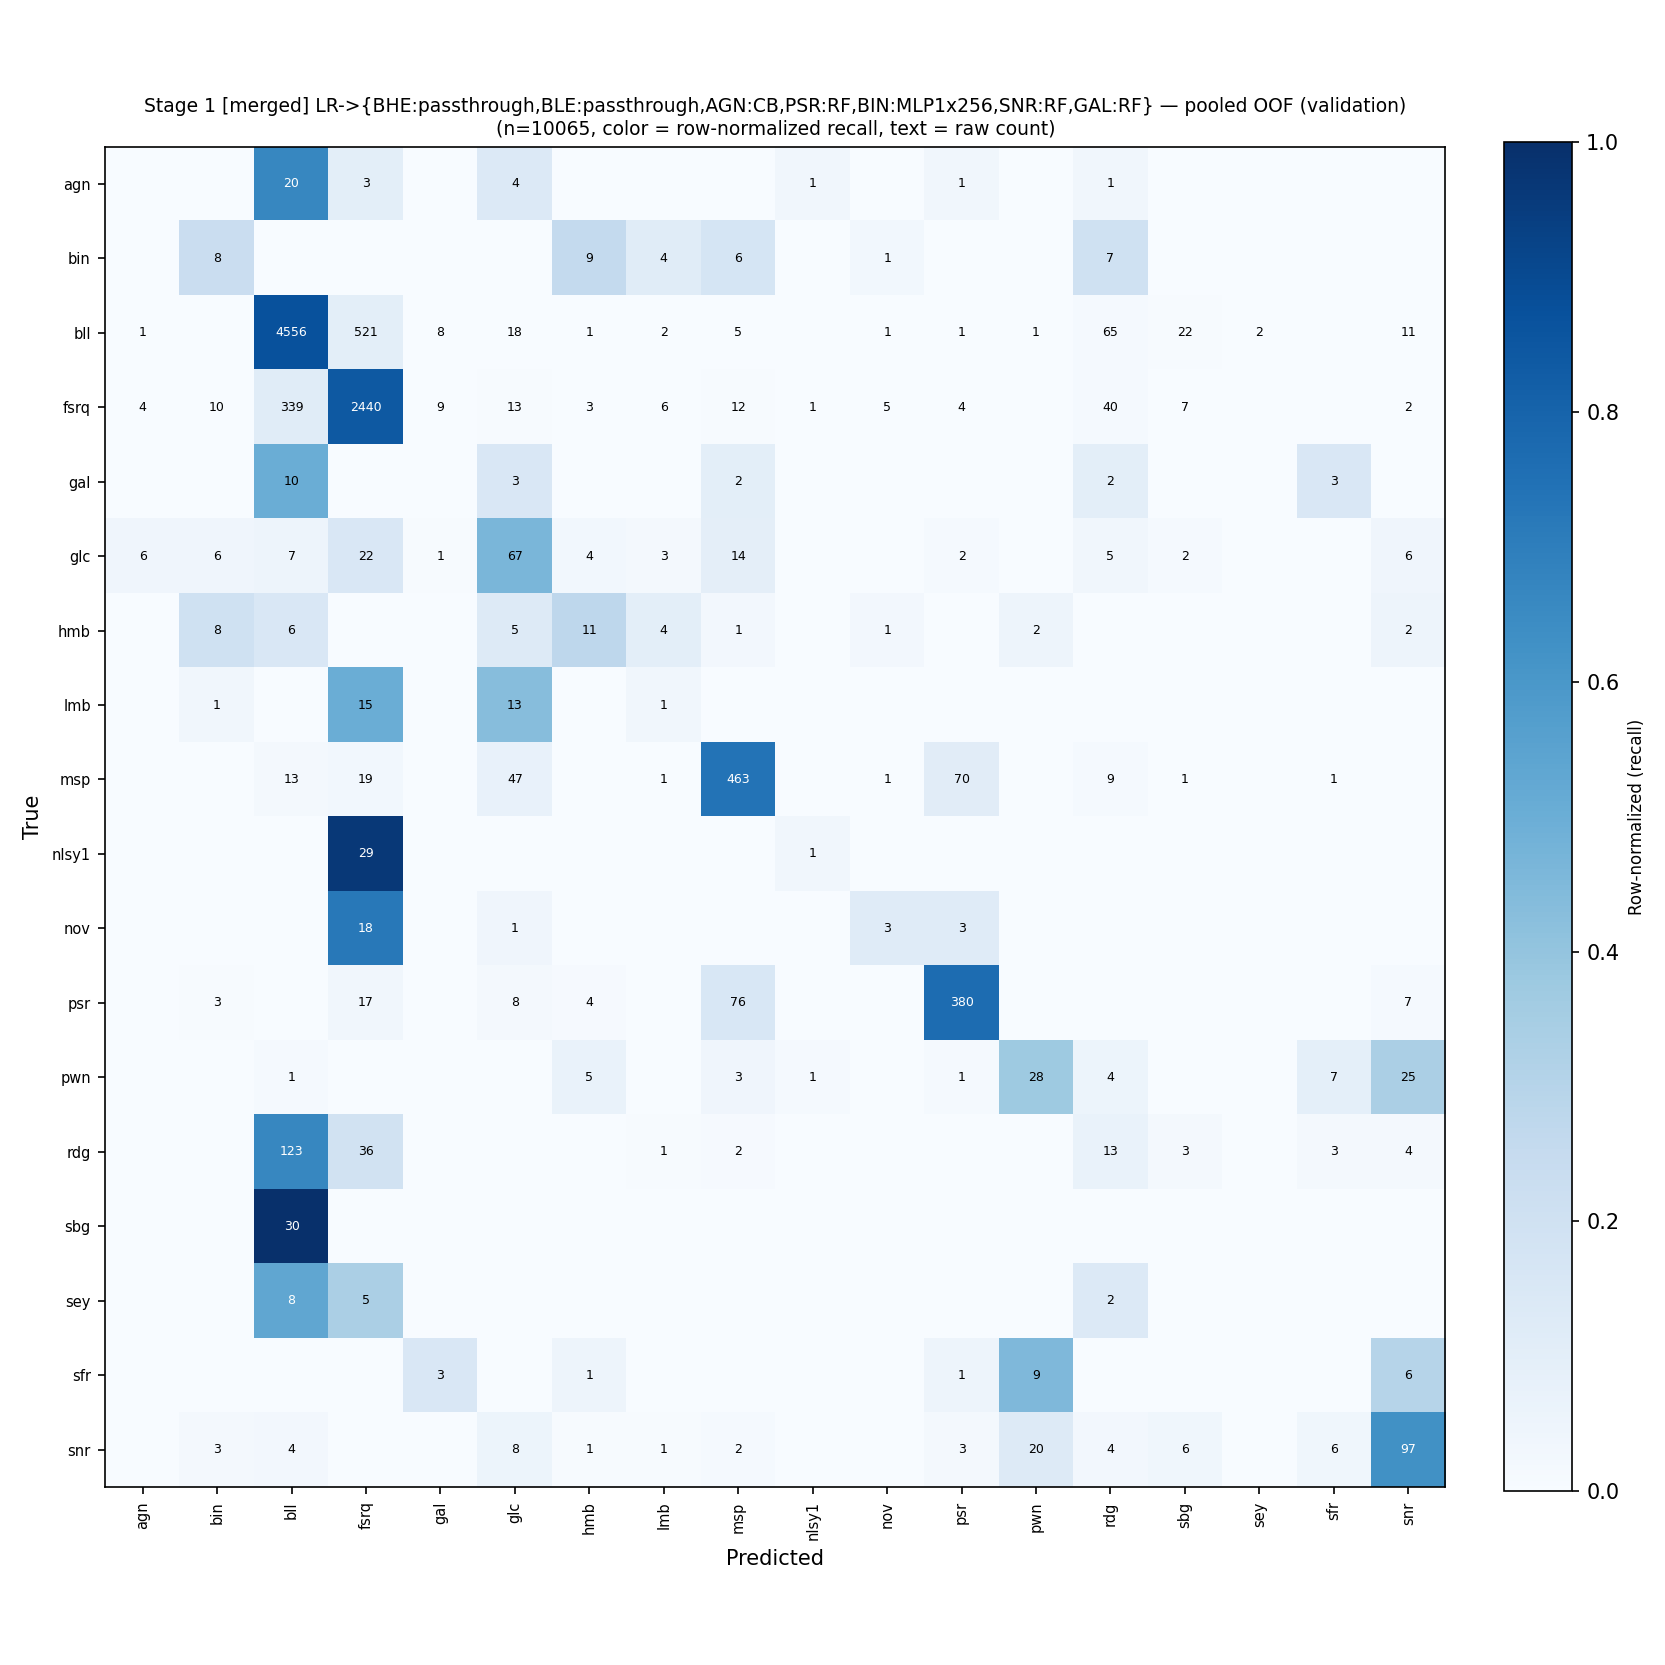 Stage 1 [merged] LR->{BHE:passthrough,BLE:passthrough,AGN:CB,PSR:RF,BIN:MLP1x256,SNR:RF,GAL:RF} — pooled OOF (validation)
(n=10065, color = row-normalized recall, text = raw count)
agn 20 3 4 1 1 1
bin 8 9 4 6 1 7
bll 1 4556 521 8 18 1 2 5 1 1 1 65 22 2 11
fsrq 4 10 339 2440 9 13 3 6 12 1 5 4 40 7 2
gal 10 3 2 2 3
glc 6 6 7 22 1 67 4 3 14 2 5 2 6
hmb 8 6 5 11 4 1 1 2 2
lmb 1 15 13 1
msp 13 19 47 1 463 1 70 9 1 1
nlsy1 29 1
nov 18 1 3 3
psr 3 17 8 4 76 380 7
pwn 1 5 3 1 1 28 4 7 25
rdg 123 36 1 2 13 3 3 4
sbg 30
sey 8 5 2
sfr 3 1 1 9 6
snr 3 4 8 1 1 2 3 20 4 6 6 97
agn bin bll fsrq gal glc hmb lmb msp nlsy1 nov psr pwn rdg sbg sey sfr snr
Predicted
True
1.0
0.8
0.6
0.4
0.2
0.0
Row-normalized (recall)